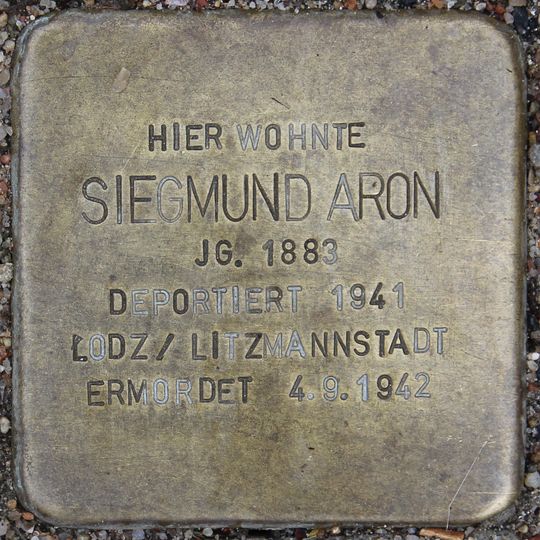 HIER WOHNTE
SIEGMUND ARON
JG. 1883
DEPORTIERT 1941
ŁODZ/LITZMANNSTADT
ERMORDET 4.9.1942